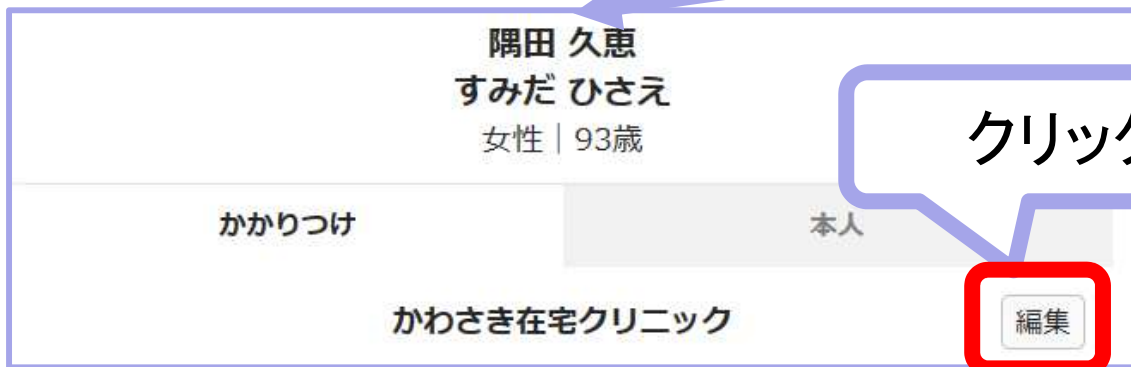 隅田 久恵
すみだ ひさえ
女性｜93歳
クリック
かかりつけ
本人
かわさき在宅クリニック
編集